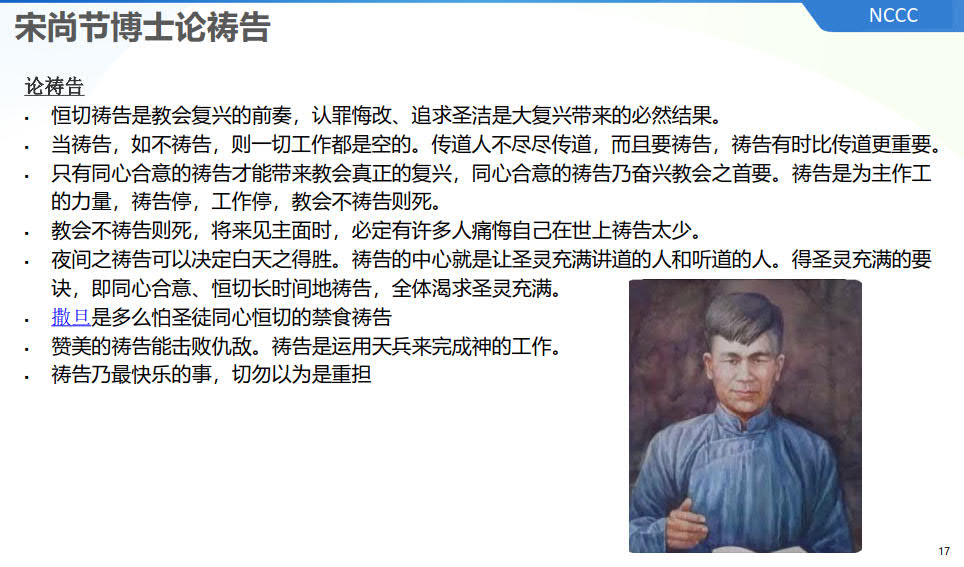 宋尚节博士论祷告
NCCC
论祷告
· 恒切祷告是教会复兴的前奏，认罪悔改、追求圣洁是大复兴带来的必然结果。
· 当祷告，如不祷告，则一切工作都是空的。传道人不尽尽传道，而且要祷告，祷告有时比传道更重要。
· 只有同心合意的祷告才能带来教会真正的复兴，同心合意的祷告乃奋兴教会之首要。祷告是为主作工
的力量，祷告停，工作停，教会不祷告则死。
· 教会不祷告则死，将来见主面时，必定有许多人痛悔自己在世上祷告太少。
· 夜间之祷告可以决定白天之得胜。祷告的中心就是让圣灵充满讲道的人和听道的人。得圣灵充满的要
诀，即同心合意、恒切长时间地祷告，全体渴求圣灵充满。
· 撒旦是多么怕圣徒同心恒切的禁食祷告
· 赞美的祷告能击败仇敌。祷告是运用天兵来完成神的工作。
· 祷告乃最快乐的事，切勿以为是重担
17